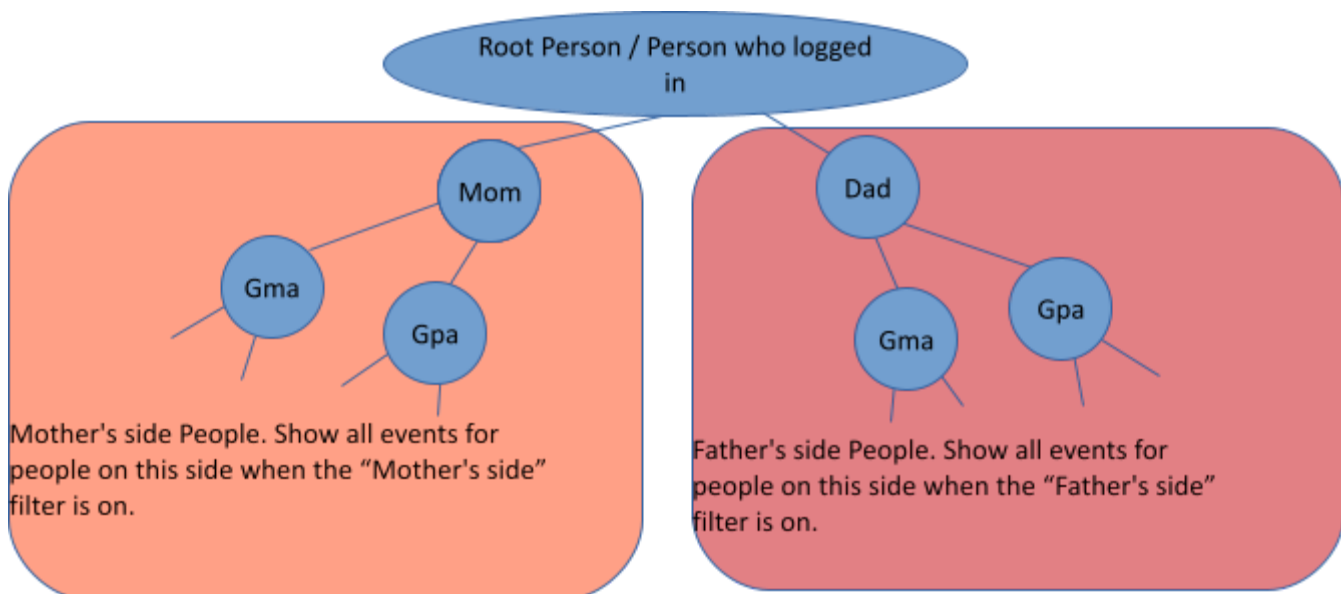 Root Person / Person who logged
in
Mom
Dad
Gma
Gpa
Gma
Gpa
Mother's side People. Show all events for
people on this side when the “Mother's side”
filter is on.
Father's side People. Show all events for
people on this side when the “Father's side”
filter is on.